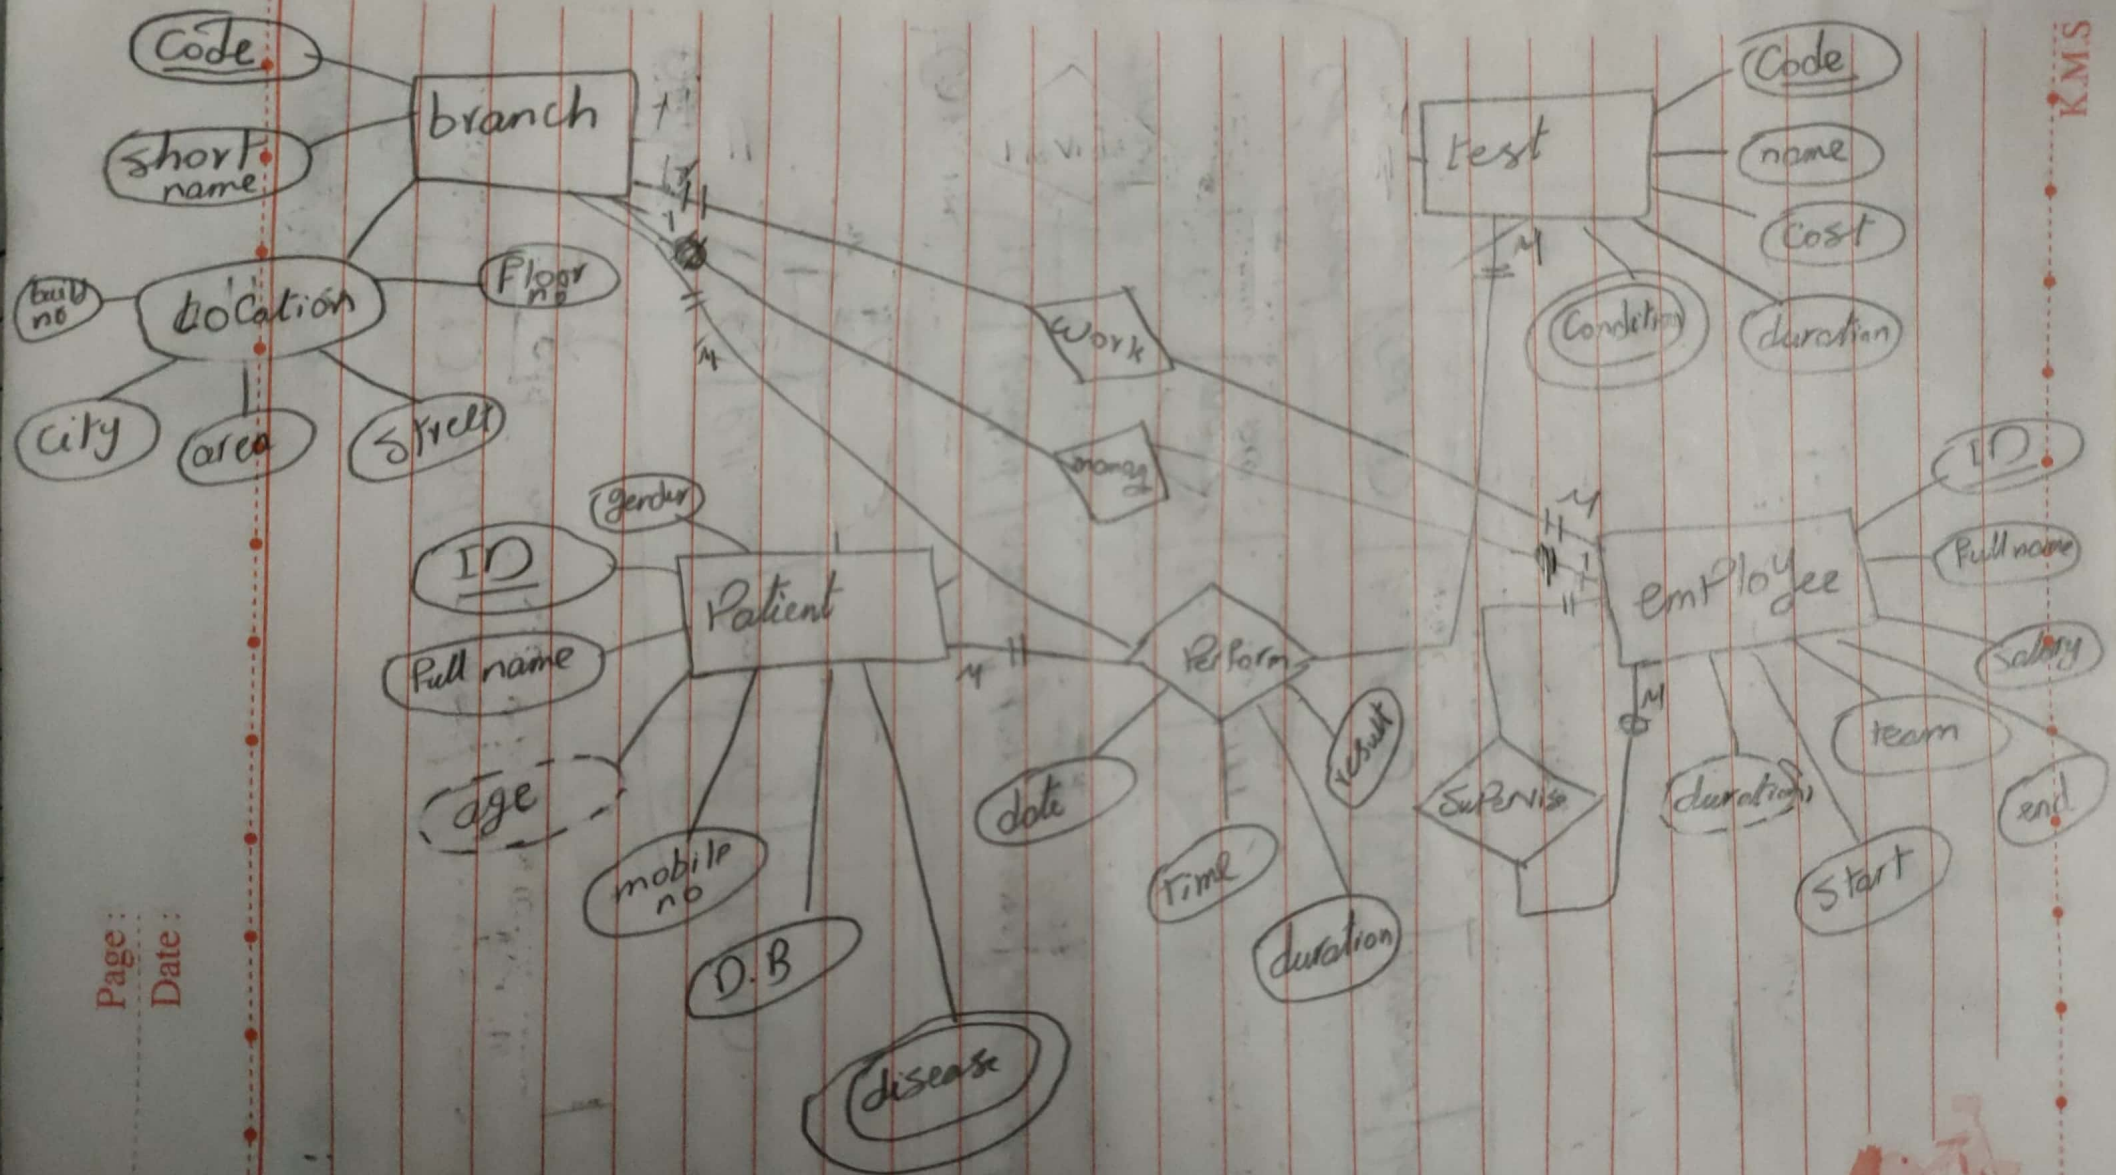 Code
branch
short
name
Location
build
no
Floor
no
city
area
Street
work
manag
test
Code
name
cost
Condition
duration
M
M
M
M
M
gender
ID
Patient
Full name
age
mobile
no
D.B
disease
Perform
date
time
duration
result
employee
ID
Full name
Sallary
team
end
Start
duration
Supervise
K.M.S
Page :
Date :